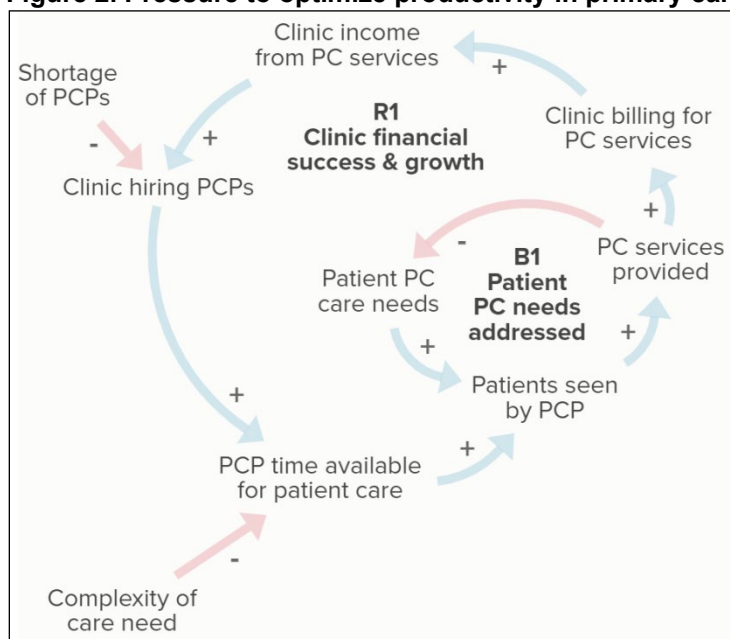 Figure 2. Pressure to optimize productivity in primary car
Clinic income
from PC services
Shortage
of PCPs
+
R1
Clinic financial
success & growth
Clinic billing for
PC services
-
+
Clinic hiring PCPs
+
-
PC services
provided
B1
Patient
PC needs
addressed
Patient PC
care needs
+
+
Patients seen
by PCP
+
+
PCP time available
for patient care
-
Complexity of
care need